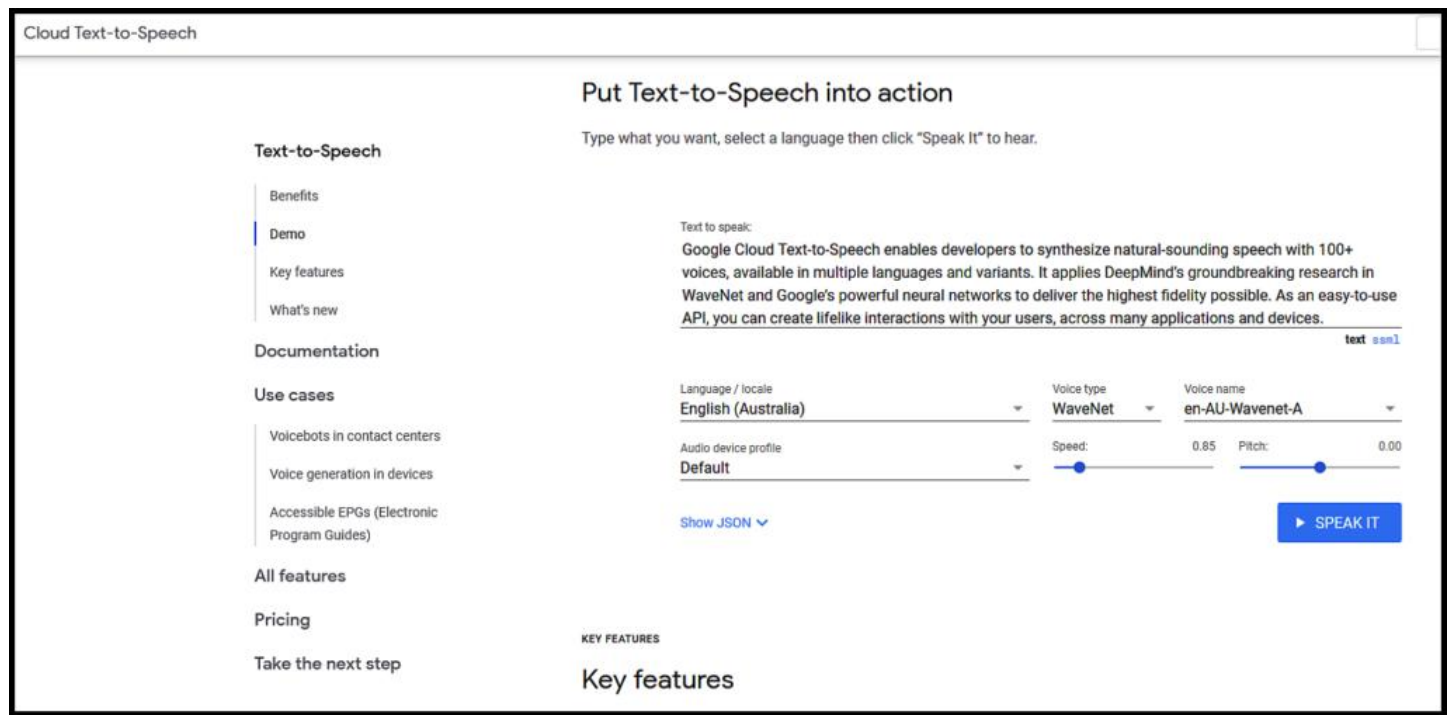 Cloud Text-to-Speech
Text-to-Speech
Benefits
Demo
Key features
What's new
Documentation
Use cases
Voicebots in contact centers
Voice generation in devices
Accessible EPGs (Electronic
Program Guides)
All features
Pricing
Take the next step
Put Text-to-Speech into action
Type what you want, select a language then click “Speak It” to hear.
Text to speak:
Google Cloud Text-to-Speech enables developers to synthesize natural-sounding speech with 100+
voices, available in multiple languages and variants. It applies DeepMind’s groundbreaking research in
WaveNet and Google’s powerful neural networks to deliver the highest fidelity possible. As an easy-to-use
API, you can create lifelike interactions with your users, across many applications and devices.
text ssml
Language / locale Voice type Voice name
English (Australia) WaveNet en-AU-Wavenet-A
Audio device profile Speed: 0.85 Pitch: 0.00
Default
Show JSON SPEAK IT
KEY FEATURES
Key features